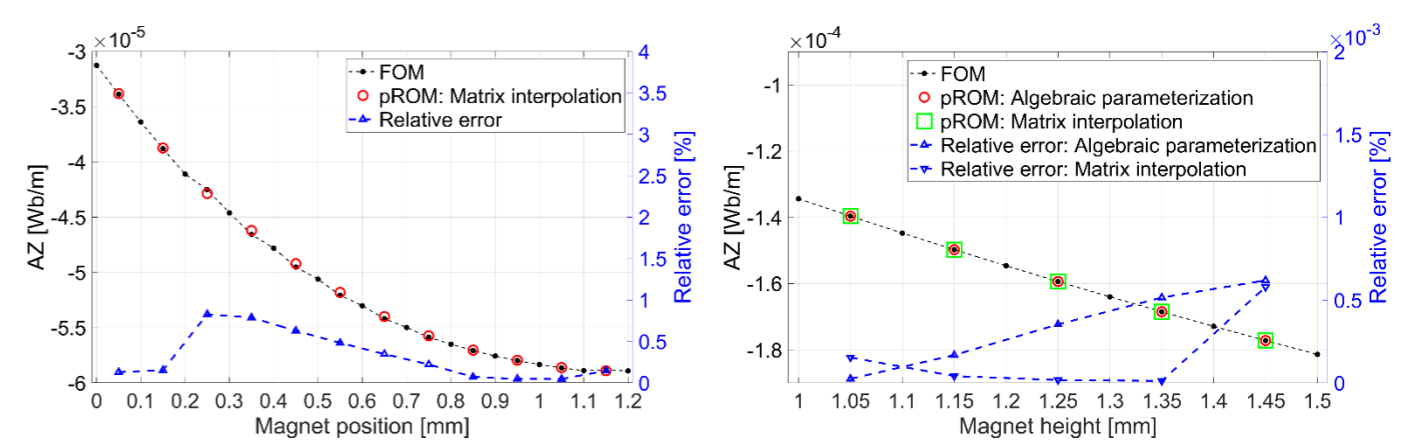 ×10⁻⁵
-3
-3.5
-4
-4.5
-5
-5.5
-6
AZ [Wb/m]
0 0.1 0.2 0.3 0.4 0.5 0.6 0.7 0.8 0.9 1 1.1 1.2
Magnet position [mm]
4
3.5
3
2.5
2
1.5
1
0.5
0
Relative error [%]
FOM
pROM: Matrix interpolation
Relative error
×10⁻⁴
-1
-1.2
-1.4
-1.6
-1.8
AZ [Wb/m]
1 1.05 1.1 1.15 1.2 1.25 1.3 1.35 1.4 1.45 1.5
Magnet height [mm]
×10⁻³
2
1.5
1
0.5
0
Relative error [%]
FOM
pROM: Algebraic parameterization
pROM: Matrix interpolation
Relative error: Algebraic parameterization
Relative error: Matrix interpolation